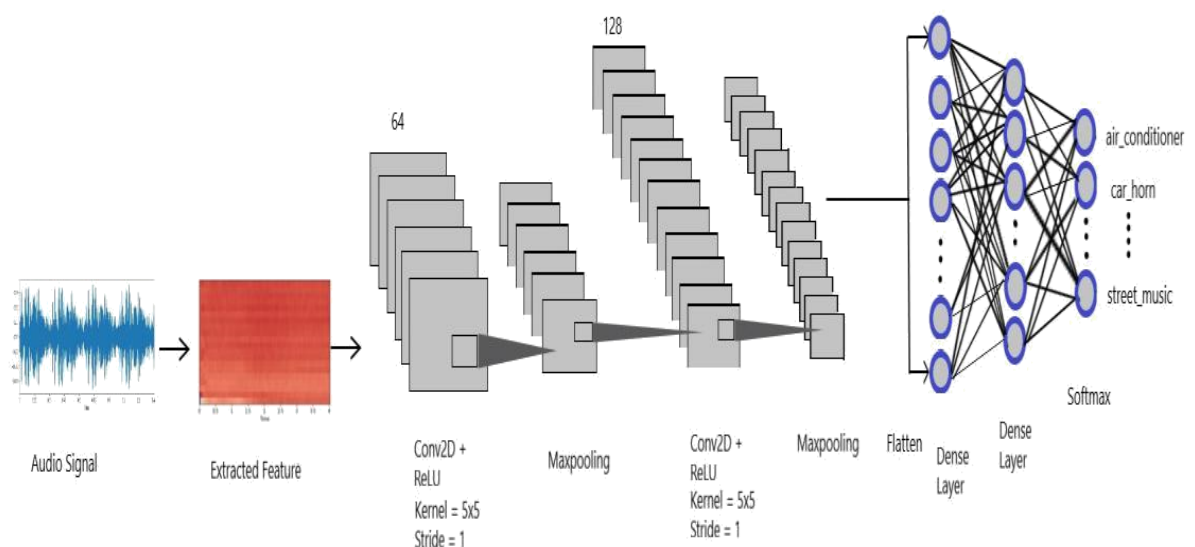 64
128
air_conditioner
car_horn
street_music
Audio Signal
Extracted Feature
Conv2D +
ReLU
Kernel = 5x5
Stride = 1
Maxpooling
Conv2D +
ReLU
Kernel = 5x5
Stride = 1
Maxpooling
Flatten
Dense
Layer
Dense
Layer
Softmax